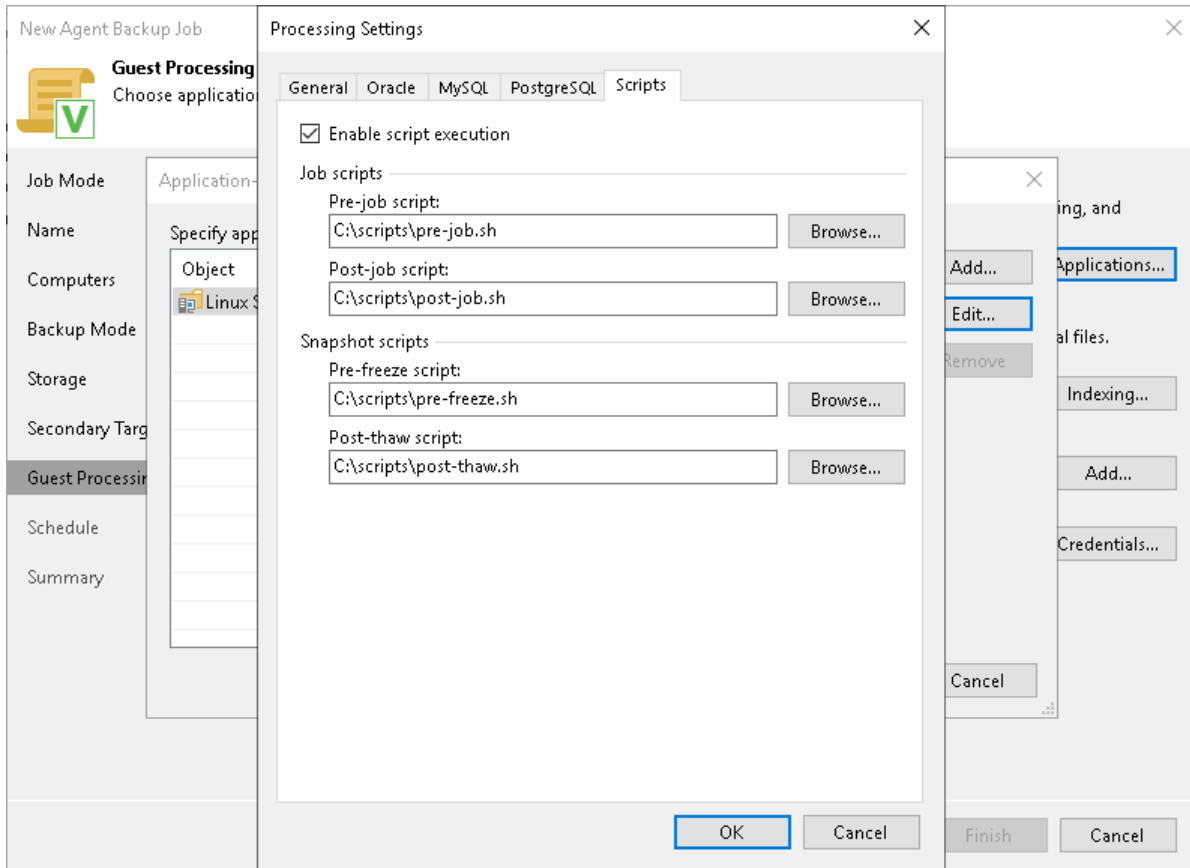 New Agent Backup Job
Guest Processing
Choose applicatio
Job Mode
Name
Computers
Backup Mode
Storage
Secondary Targ
Guest Processin
Schedule
Summary
Application-
Specify app
Object
Linux S
Processing Settings
General
Oracle
MySQL
PostgreSQL
Scripts
Enable script execution
Job scripts
Pre-job script:
C:\scripts\pre-job.sh
Browse...
Post-job script:
C:\scripts\post-job.sh
Browse...
Snapshot scripts
Pre-freeze script:
C:\scripts\pre-freeze.sh
Browse...
Post-thaw script:
C:\scripts\post-thaw.sh
Browse...
OK
Cancel
Add...
Edit...
Remove
Cancel
ing, and
Applications...
al files.
Indexing...
Add...
Credentials...
Finish
Cancel